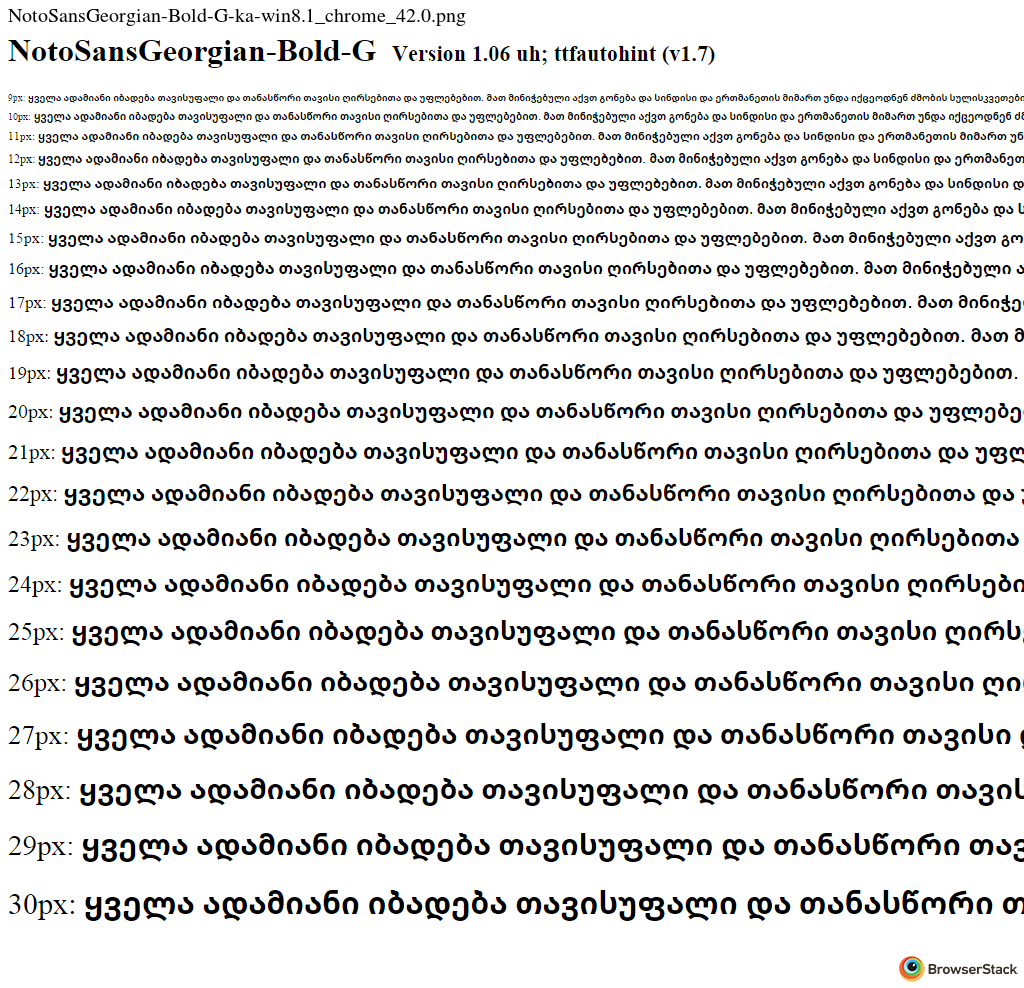 NotoSansGeorgian-Bold-G-ka-win8.1_chrome_42.0.png
NotoSansGeorgian-Bold-G Version 1.06 uh; ttfautohint (v1.7)
9px: ყველა ადამიანი იბადება თავისუფალი და თანასწორი თავისი ღირსებითა და უფლებებით. მათ მინიჭებული აქვთ გონება და სინდისი და ერთმანეთის მიმართ უნდა იქცეოდნენ ძმობის სულისკვეთები
10px: ყველა ადამიანი იბადება თავისუფალი და თანასწორი თავისი ღირსებითა და უფლებებით. მათ მინიჭებული აქვთ გონება და სინდისი და ერთმანეთის მიმართ უნდა იქცეოდნენ ძმ
11px: ყველა ადამიანი იბადება თავისუფალი და თანასწორი თავისი ღირსებითა და უფლებებით. მათ მინიჭებული აქვთ გონება და სინდისი და ერთმანეთის მიმართ უნ
12px: ყველა ადამიანი იბადება თავისუფალი და თანასწორი თავისი ღირსებითა და უფლებებით. მათ მინიჭებული აქვთ გონება და სინდისი და ერთმანეთ
13px: ყველა ადამიანი იბადება თავისუფალი და თანასწორი თავისი ღირსებითა და უფლებებით. მათ მინიჭებული აქვთ გონება და სინდისი დ
14px: ყველა ადამიანი იბადება თავისუფალი და თანასწორი თავისი ღირსებითა და უფლებებით. მათ მინიჭებული აქვთ გონება და ს
15px: ყველა ადამიანი იბადება თავისუფალი და თანასწორი თავისი ღირსებითა და უფლებებით. მათ მინიჭებული აქვთ გო
16px: ყველა ადამიანი იბადება თავისუფალი და თანასწორი თავისი ღირსებითა და უფლებებით. მათ მინიჭებული ა
17px: ყველა ადამიანი იბადება თავისუფალი და თანასწორი თავისი ღირსებითა და უფლებებით. მათ მინიჭე
18px: ყველა ადამიანი იბადება თავისუფალი და თანასწორი თავისი ღირსებითა და უფლებებით. მათ მ
19px: ყველა ადამიანი იბადება თავისუფალი და თანასწორი თავისი ღირსებითა და უფლებებით.
20px: ყველა ადამიანი იბადება თავისუფალი და თანასწორი თავისი ღირსებითა და უფლებე
21px: ყველა ადამიანი იბადება თავისუფალი და თანასწორი თავისი ღირსებითა და უფლ
22px: ყველა ადამიანი იბადება თავისუფალი და თანასწორი თავისი ღირსებითა და
23px: ყველა ადამიანი იბადება თავისუფალი და თანასწორი თავისი ღირსებითა
24px: ყველა ადამიანი იბადება თავისუფალი და თანასწორი თავისი ღირსები
25px: ყველა ადამიანი იბადება თავისუფალი და თანასწორი თავისი ღირს
26px: ყველა ადამიანი იბადება თავისუფალი და თანასწორი თავისი ღი
27px: ყველა ადამიანი იბადება თავისუფალი და თანასწორი თავისი
28px: ყველა ადამიანი იბადება თავისუფალი და თანასწორი თავის
29px: ყველა ადამიანი იბადება თავისუფალი და თანასწორი თავ
30px: ყველა ადამიანი იბადება თავისუფალი და თანასწორი თ
BrowserStack